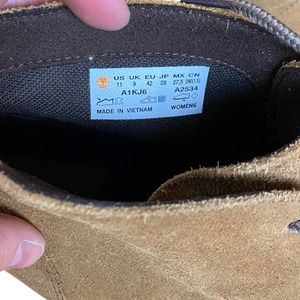 US UK EU JP MX CN
11 9 42 28 27,5 260(1.5)
A1KJ6 A2534
MADE IN VIETNAM WOMENS